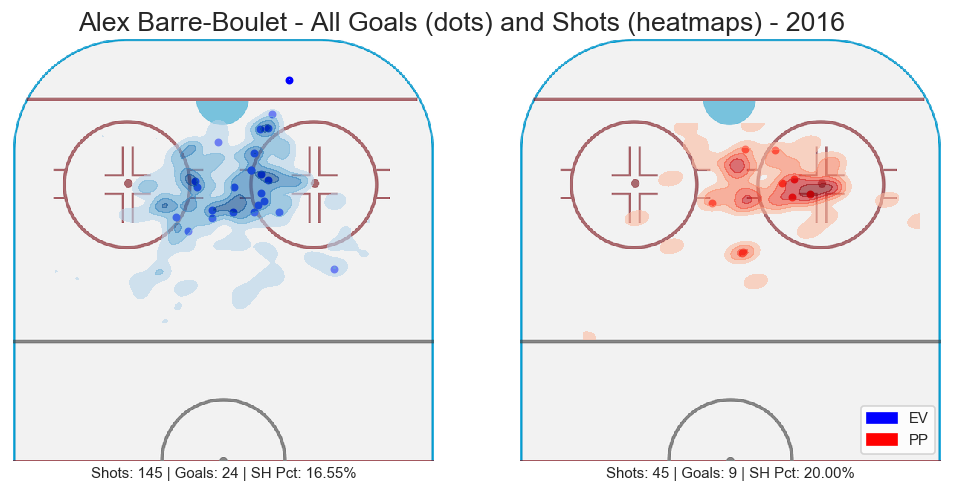 Alex Barre-Boulet - All Goals (dots) and Shots (heatmaps) - 2016
EV
PP
Shots: 145 | Goals: 24 | SH Pct: 16.55%
Shots: 45 | Goals: 9 | SH Pct: 20.00%